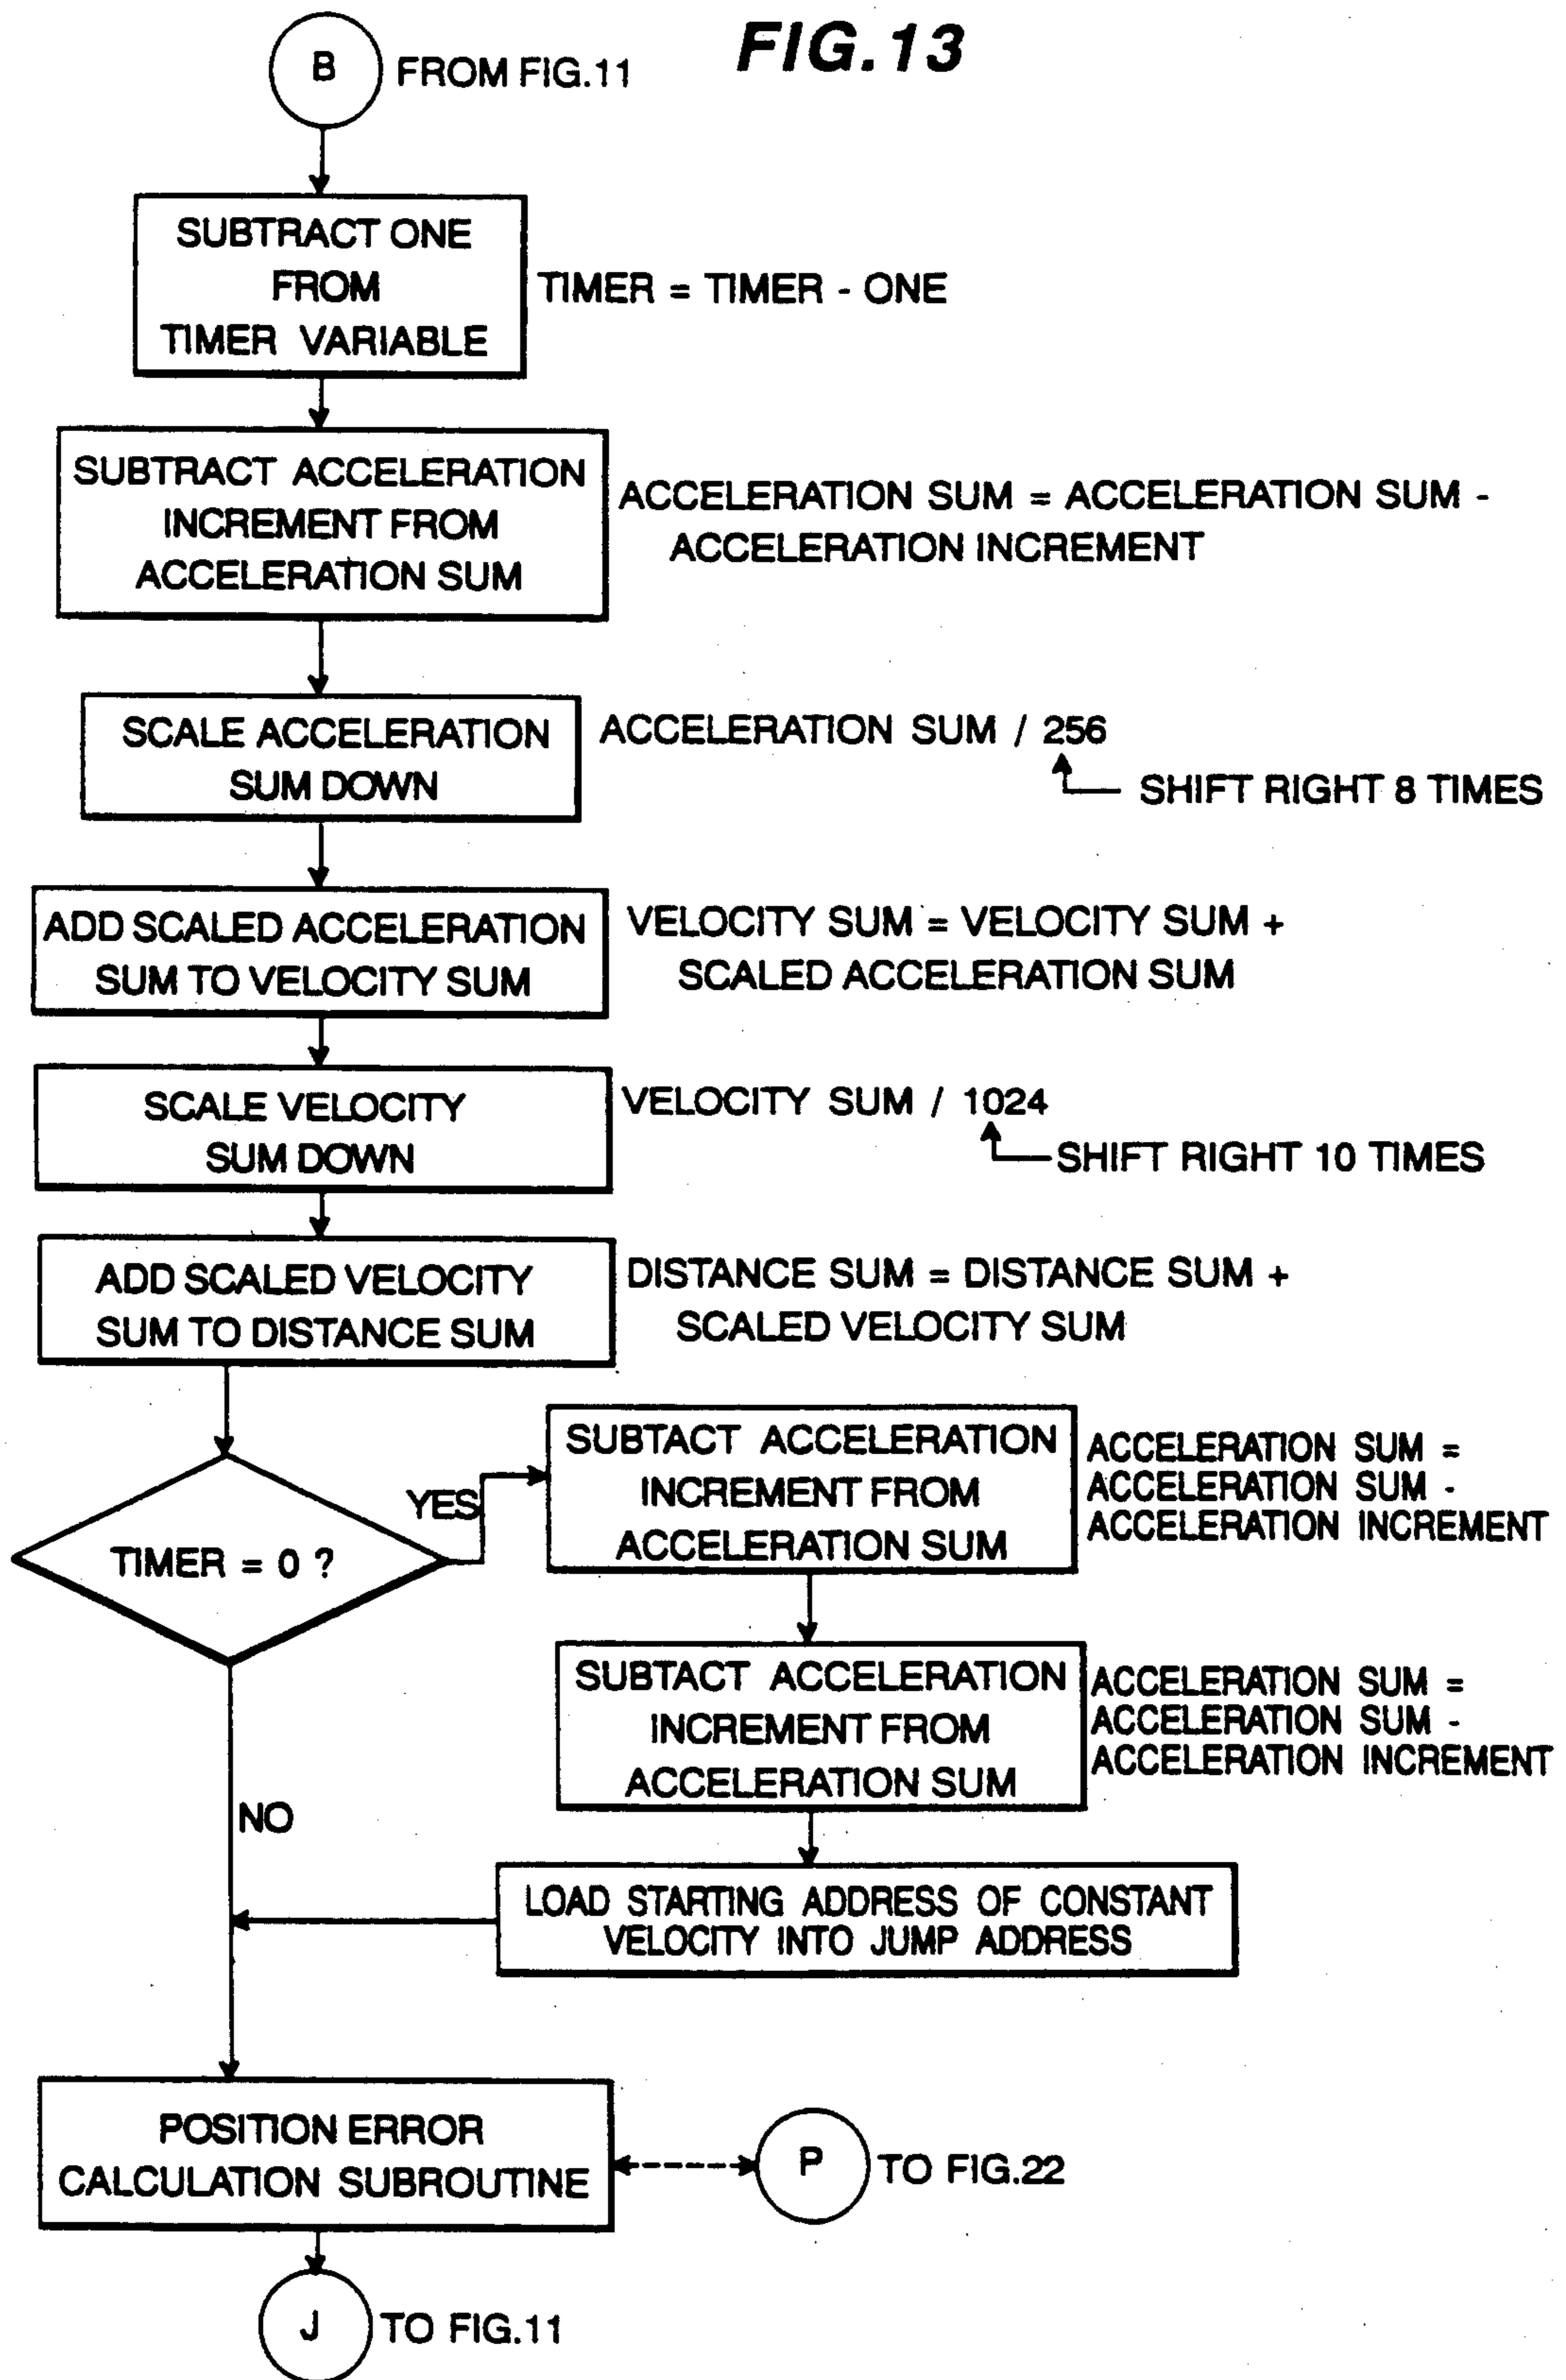 FIG.13
B
FROM FIG.11
SUBTRACT ONE
FROM
TIMER VARIABLE
TIMER = TIMER - ONE
SUBTRACT ACCELERATION
INCREMENT FROM
ACCELERATION SUM
ACCELERATION SUM = ACCELERATION SUM -
ACCELERATION INCREMENT
SCALE ACCELERATION
SUM DOWN
ACCELERATION SUM / 256
SHIFT RIGHT 8 TIMES
ADD SCALED ACCELERATION
SUM TO VELOCITY SUM
VELOCITY SUM = VELOCITY SUM +
SCALED ACCELERATION SUM
SCALE VELOCITY
SUM DOWN
VELOCITY SUM / 1024
SHIFT RIGHT 10 TIMES
ADD SCALED VELOCITY
SUM TO DISTANCE SUM
DISTANCE SUM = DISTANCE SUM +
SCALED VELOCITY SUM
TIMER = 0 ?
YES
SUBTACT ACCELERATION
INCREMENT FROM
ACCELERATION SUM
ACCELERATION SUM =
ACCELERATION SUM -
ACCELERATION INCREMENT
SUBTACT ACCELERATION
INCREMENT FROM
ACCELERATION SUM
ACCELERATION SUM =
ACCELERATION SUM -
ACCELERATION INCREMENT
NO
LOAD STARTING ADDRESS OF CONSTANT
VELOCITY INTO JUMP ADDRESS
POSITION ERROR
CALCULATION SUBROUTINE
P
TO FIG.22
J
TO FIG.11